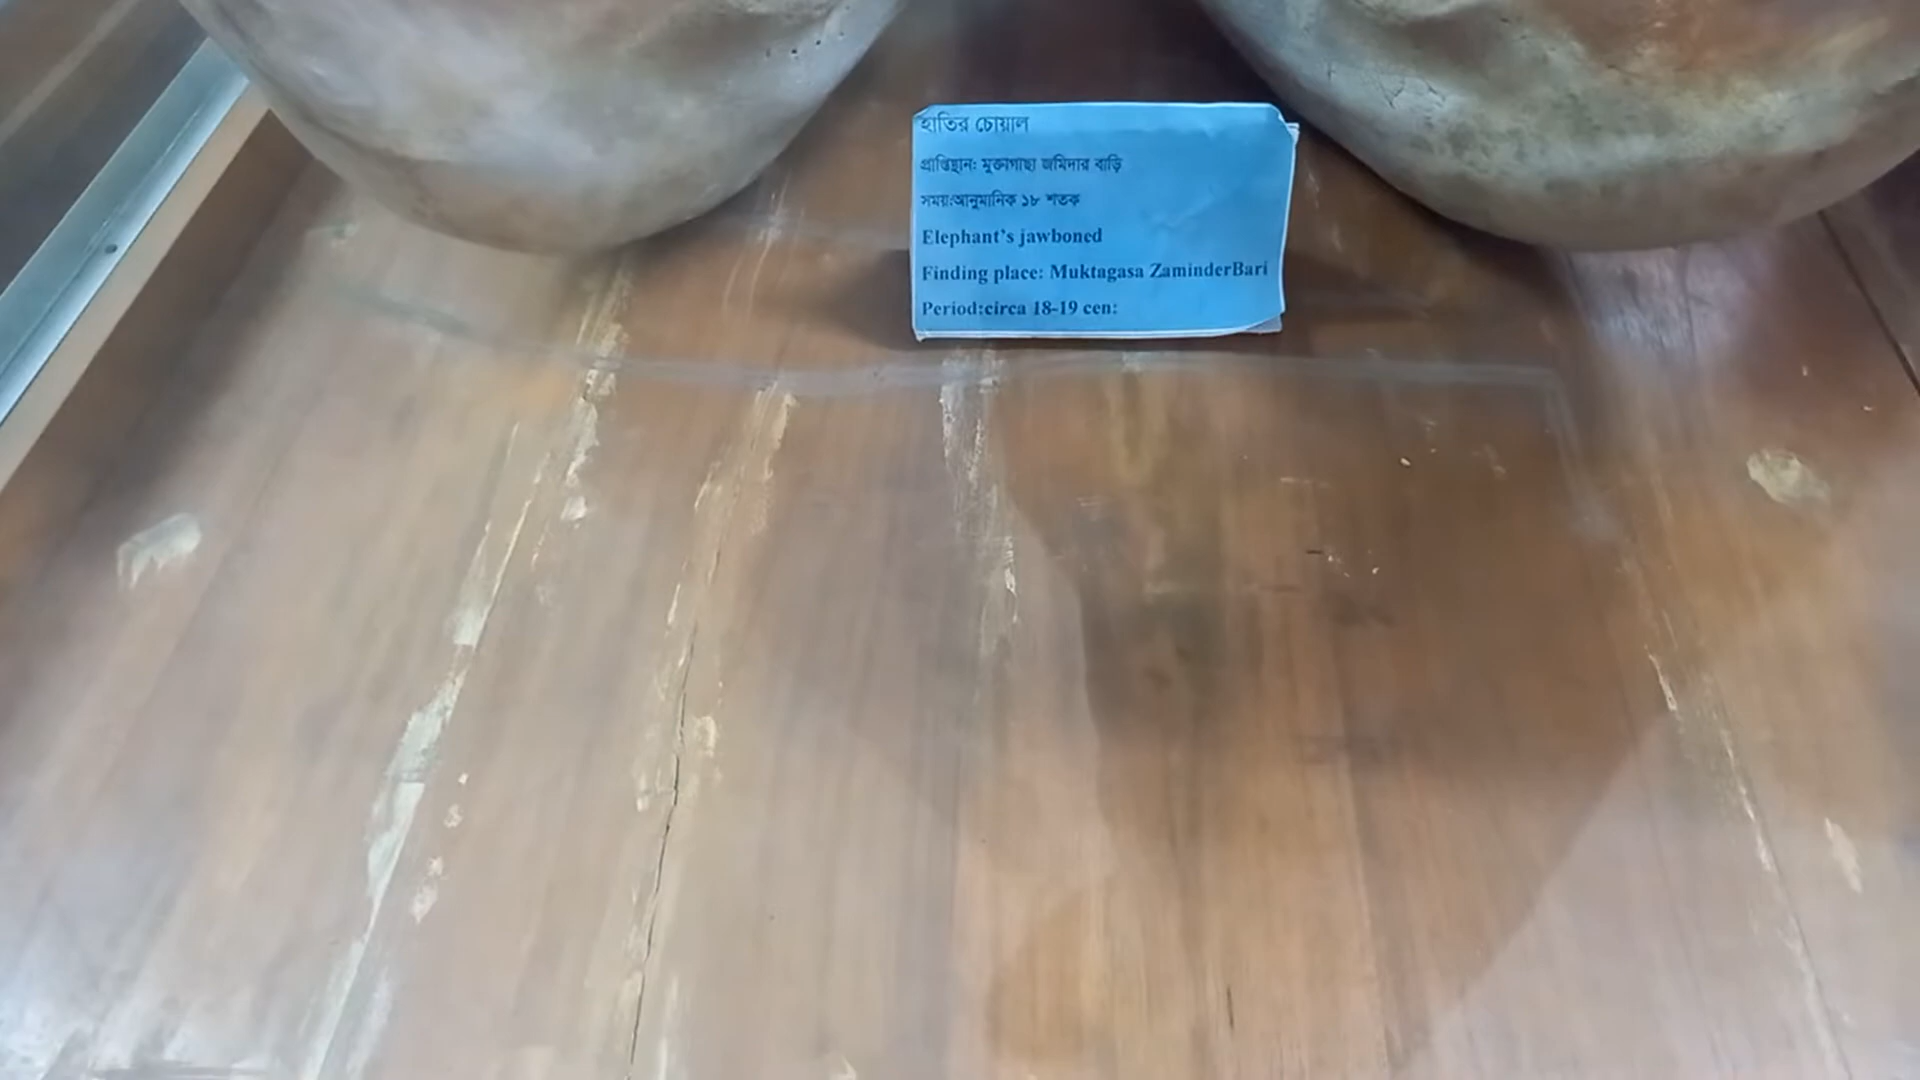 হাতির চোয়াল
প্রাপ্তিস্থান: মুক্তাগাছা জমিদার বাড়ি
সময়:আনুমানিক ১৮ শতক
Elephant's jawboned
Finding place: Muktagasa ZaminderBari
Period:circa 18-19 cen: